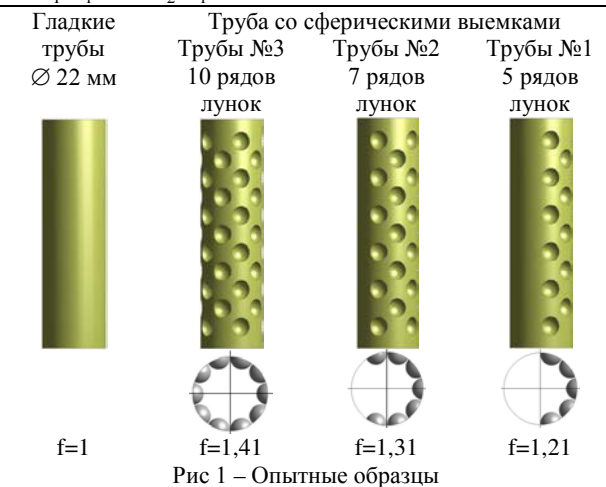 Гладкие Труба со сферическими выемками
трубы Трубы №3 Трубы №2 Трубы №1
∅ 22 мм 10 рядов 7 рядов 5 рядов
лунок лунок лунок
f=1 f=1,41 f=1,31 f=1,21
Рис 1 – Опытные образцы